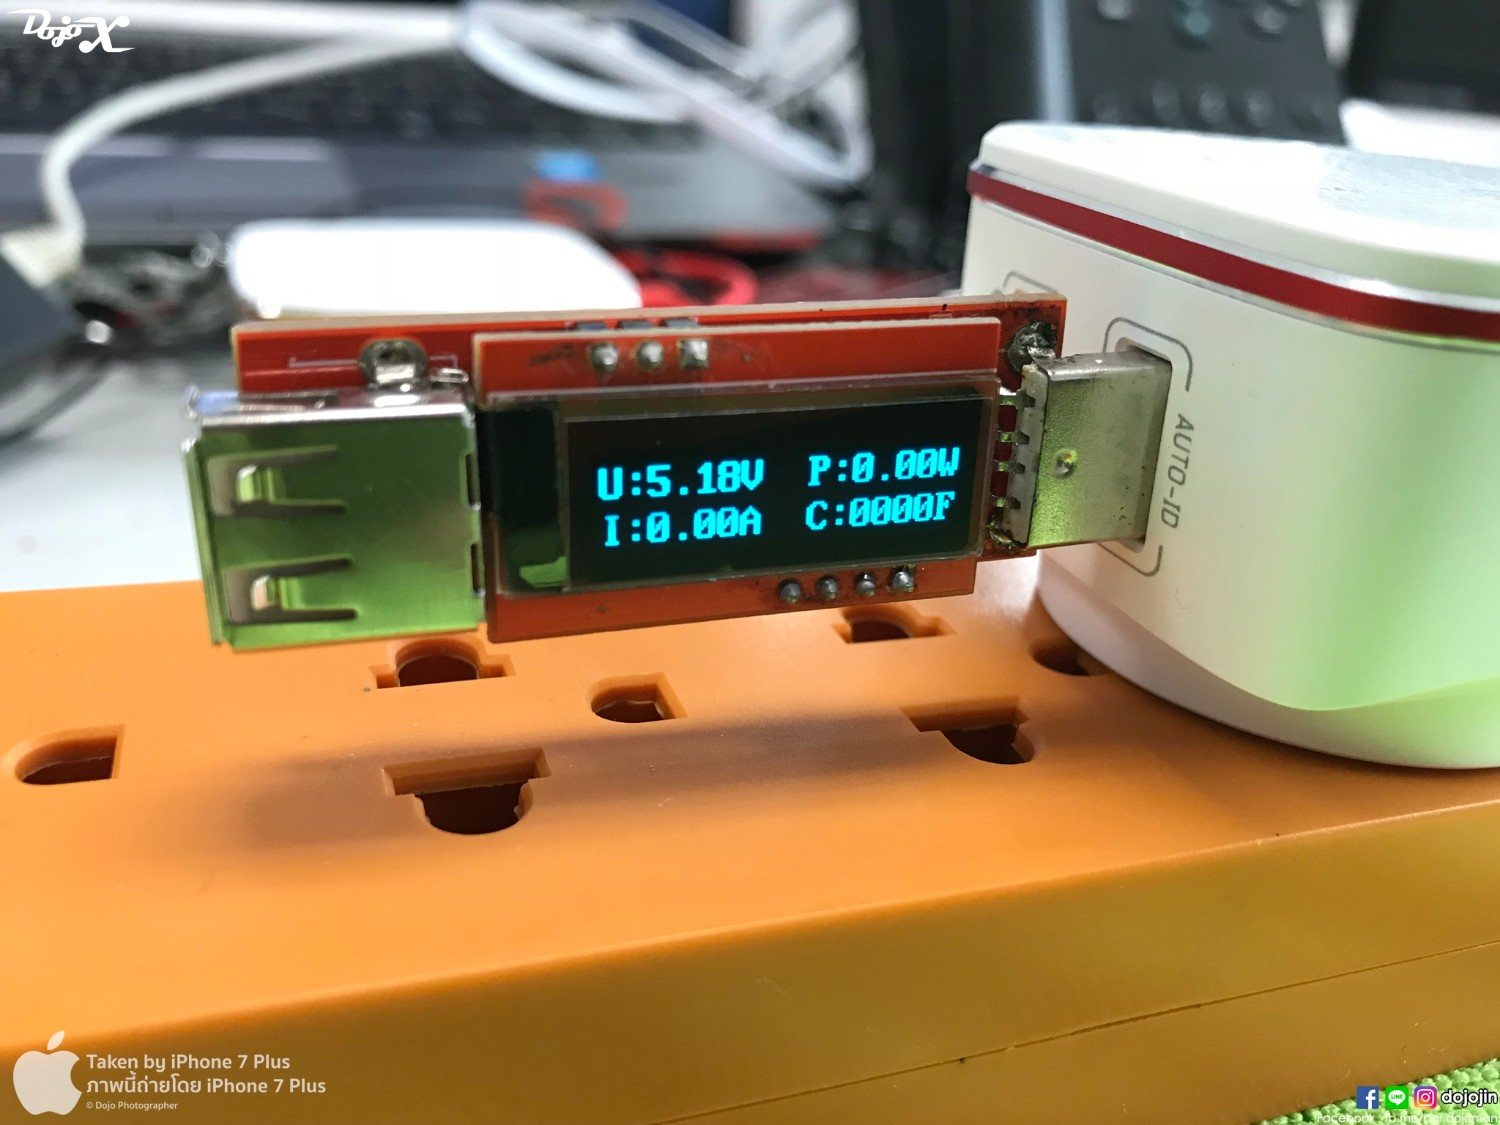 Dojo X
U:5.18V P:0.00W
I:0.00A C:0000F
AUTO-ID
Taken by iPhone 7 Plus
ภาพนี้ถ่ายโดย iPhone 7 Plus
© Dojo Photographer
dojojin